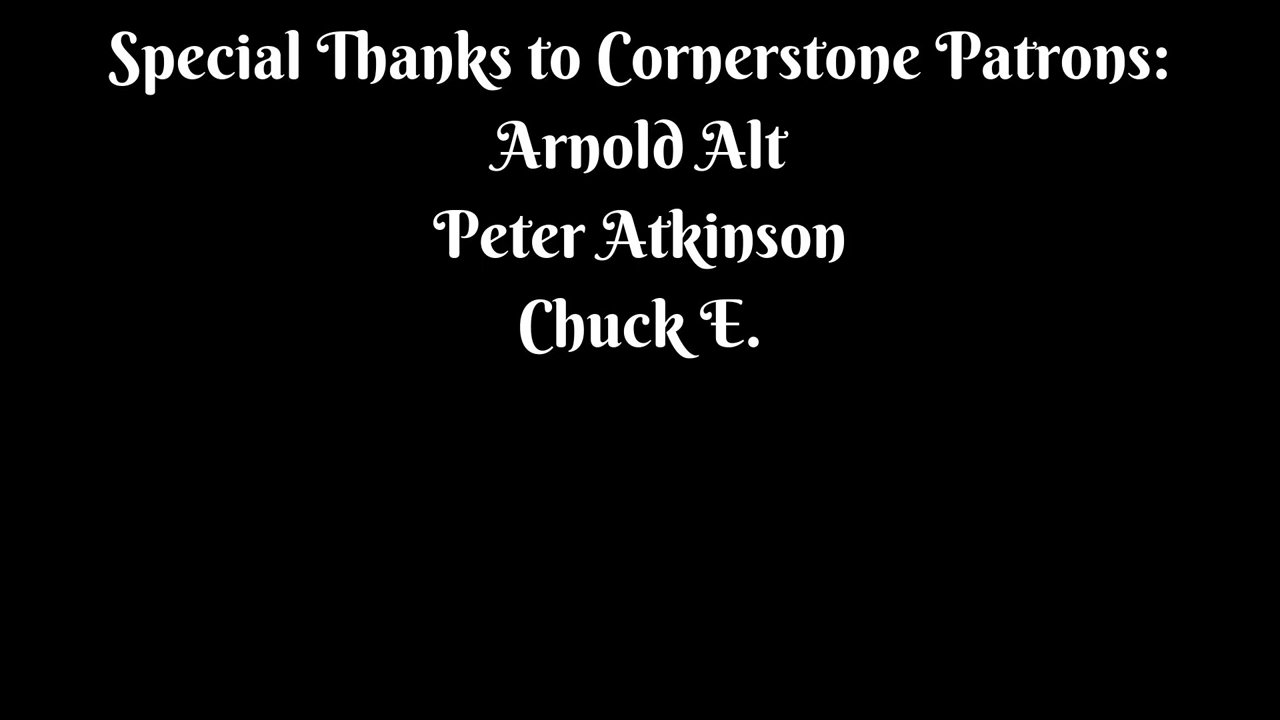 Special Thanks to Cornerstone Patrons:
Arnold Alt
Peter Atkinson
Chuck E.